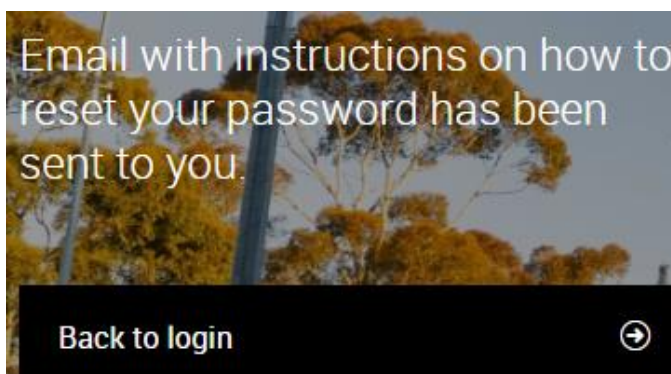 Email with instructions on how to
reset your password has been
sent to you.
Back to login